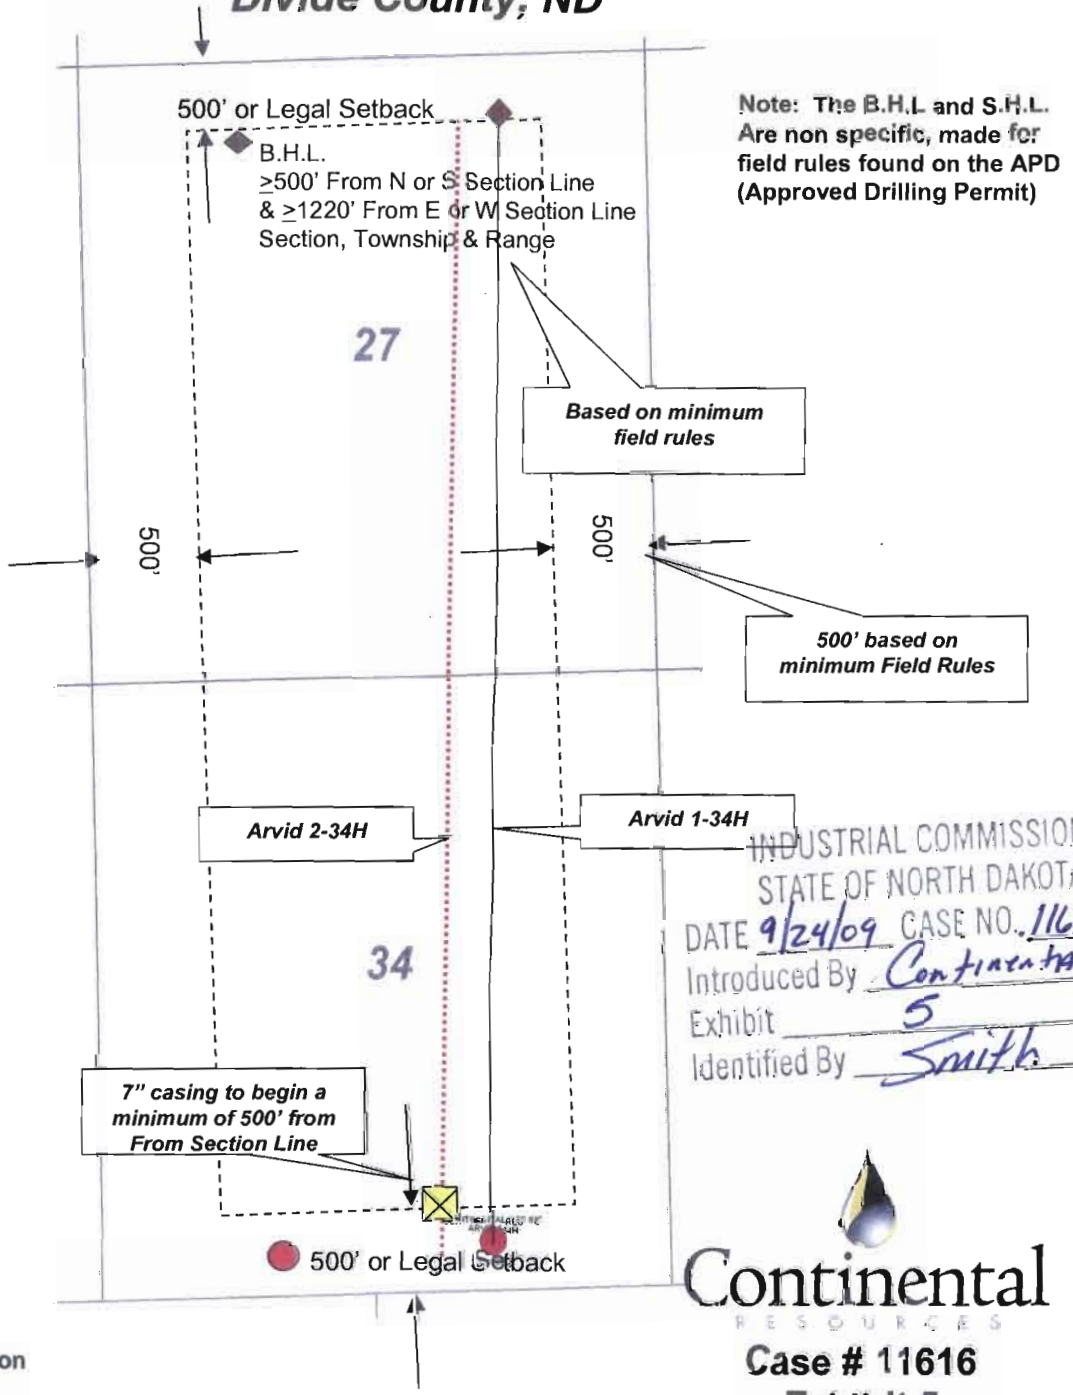 Divide County, ND
500' or Legal Setback
B.H.L.
≥500' From N or S Section Line
& ≥1220' From E or W Section Line
Section, Township & Range
Note: The B.H.L and S.H.L.
Are non specific, made for
field rules found on the APD
(Approved Drilling Permit)
27
Based on minimum
field rules
500'
500'
500' based on
minimum Field Rules
Arvid 2-34H
Arvid 1-34H
INDUSTRIAL COMMISSION
STATE OF NORTH DAKOTA
DATE 9/24/09 CASE NO. 116
Introduced By Continenta
Exhibit 5
Identified By Smith
34
7" casing to begin a
minimum of 500' from
From Section Line
500' or Legal Setback
Continental
RESOURCES
Case # 11616
on